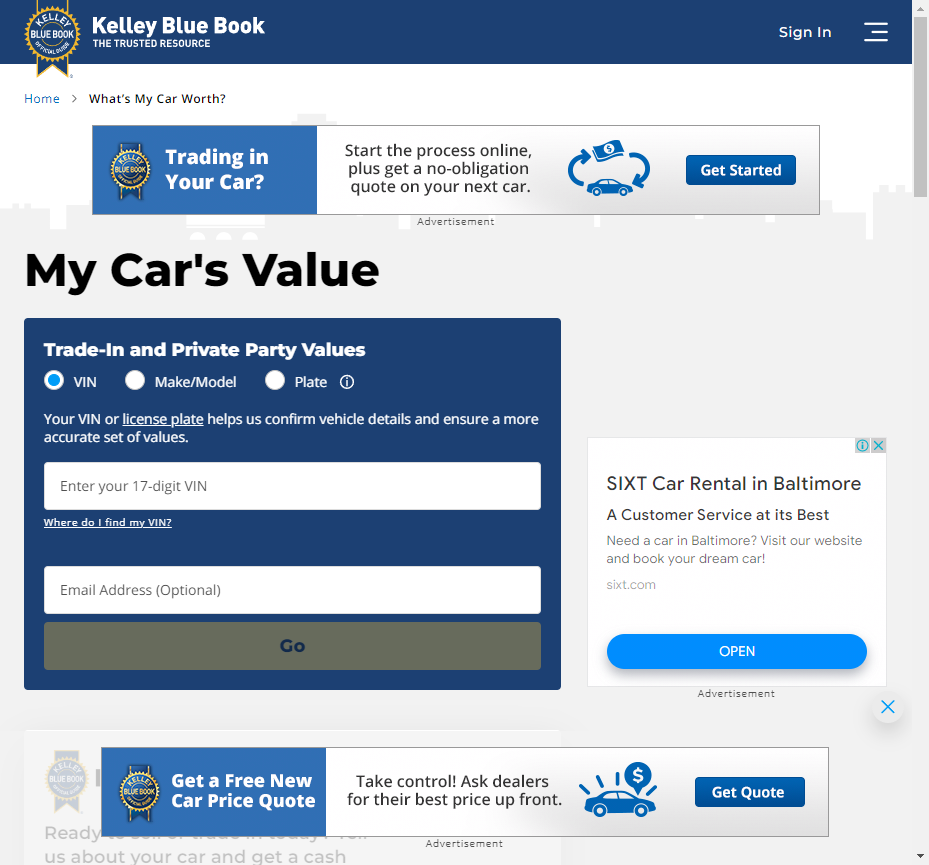 KELLEY
BLUE BOOK
OFFICIAL GUIDE
Kelley Blue Book
THE TRUSTED RESOURCE
Sign In
Home > What's My Car Worth?
KELLEY
BLUE BOOK
Trading in
Your Car?
Start the process online,
plus get a no-obligation
quote on your next car.
Get Started
Advertisement
My Car's Value
Trade-In and Private Party Values
VIN Make/Model Plate
Your VIN or license plate helps us confirm vehicle details and ensure a more
accurate set of values.
Enter your 17-digit VIN
Where do I find my VIN?
Email Address (Optional)
Go
SIXT Car Rental in Baltimore
A Customer Service at its Best
Need a car in Baltimore? Visit our website
and book your dream car!
sixt.com
OPEN
Advertisement
KELLEY
BLUE BOOK
KELLEY
BLUE BOOK
Get a Free New
Car Price Quote
Take control! Ask dealers
for their best price up front.
$
Get Quote
Advertisement
Ready
us about your car and get a cash